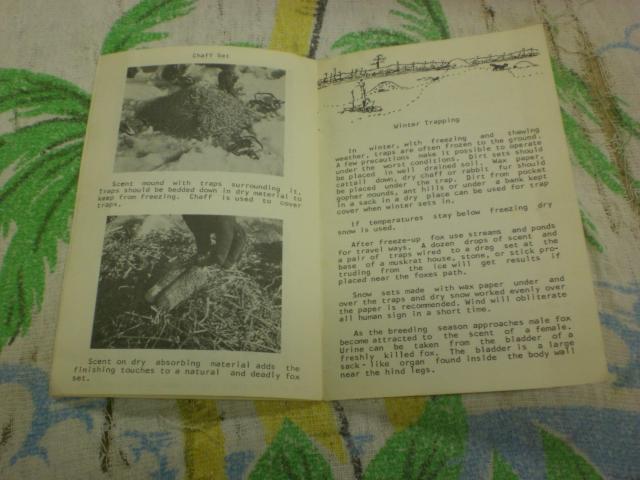 Chaff Set
Scent mound with traps surrounding it,
traps should be bedded down in dry material to
keep from freezing. Chaff is used to cover
traps.
Scent on dry absorbing material adds the
finishing touches to a natural and deadly fox
set.
Winter Trapping
In winter, with freezing and thawing
weather, traps are often frozen to the ground.
A few precautions make it possible to operate
under the worst conditions. Dirt sets should
be placed in well drained soil. Wax paper,
cattail down, dry chaff or rabbit fur should
be placed under the trap. Dirt from pocket
gopher mounds, ant hills or under a bank kept
in a sack in a dry place can be used for trap
cover when winter sets in.
If temperatures stay below freezing dry
snow is used.
After freeze-up fox use streams and ponds
for travel ways. A dozen drops of scent and
a pair of traps wired to a drag set at the
base of a muskrat house, stone, or stick pro-
truding from the ice will get results if
placed near the foxes path.
Snow sets made with wax paper under and
over the traps and dry snow worked evenly over
the paper is recommended. Wind will obliterate
all human sign in a short time.
As the breeding season approaches male fox
become attracted to the scent of a female.
Urine can be taken from the bladder of a
freshly killed fox. The bladder is a large
sack-like organ found inside the body wall
near the hind legs.